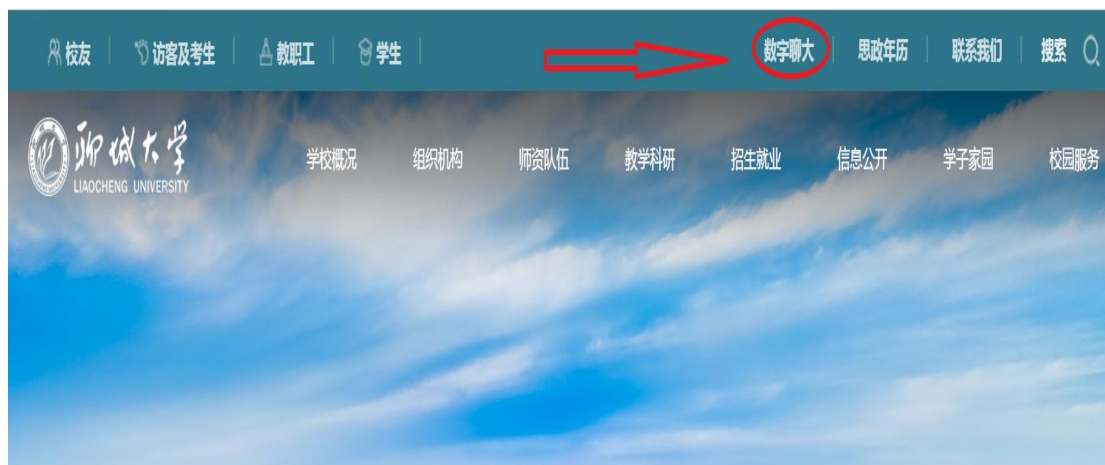 校友 访客及考生 教职工 学生 数字聊大 思政年历 联系我们 搜索
聊城大学 学校概况 组织机构 师资队伍 教学科研 招生就业 信息公开 学子家园 校园服务
LIAOCHENG UNIVERSITY